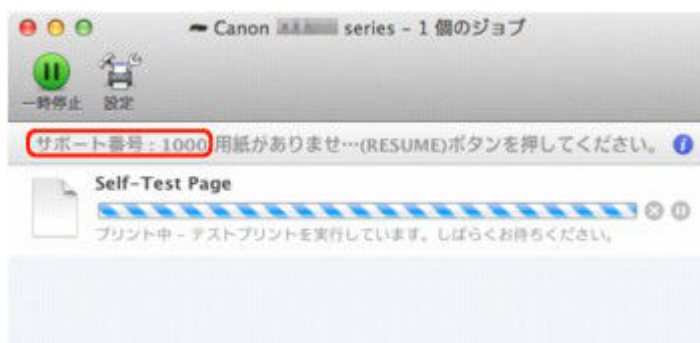 Canon series – 1 個のジョブ
一時停止 設定
サポート番号 : 1000 用紙がありませ…(RESUME)ボタンを押してください。
Self-Test Page
プリント中 – テストプリントを実行しています。しばらくお待ちください。